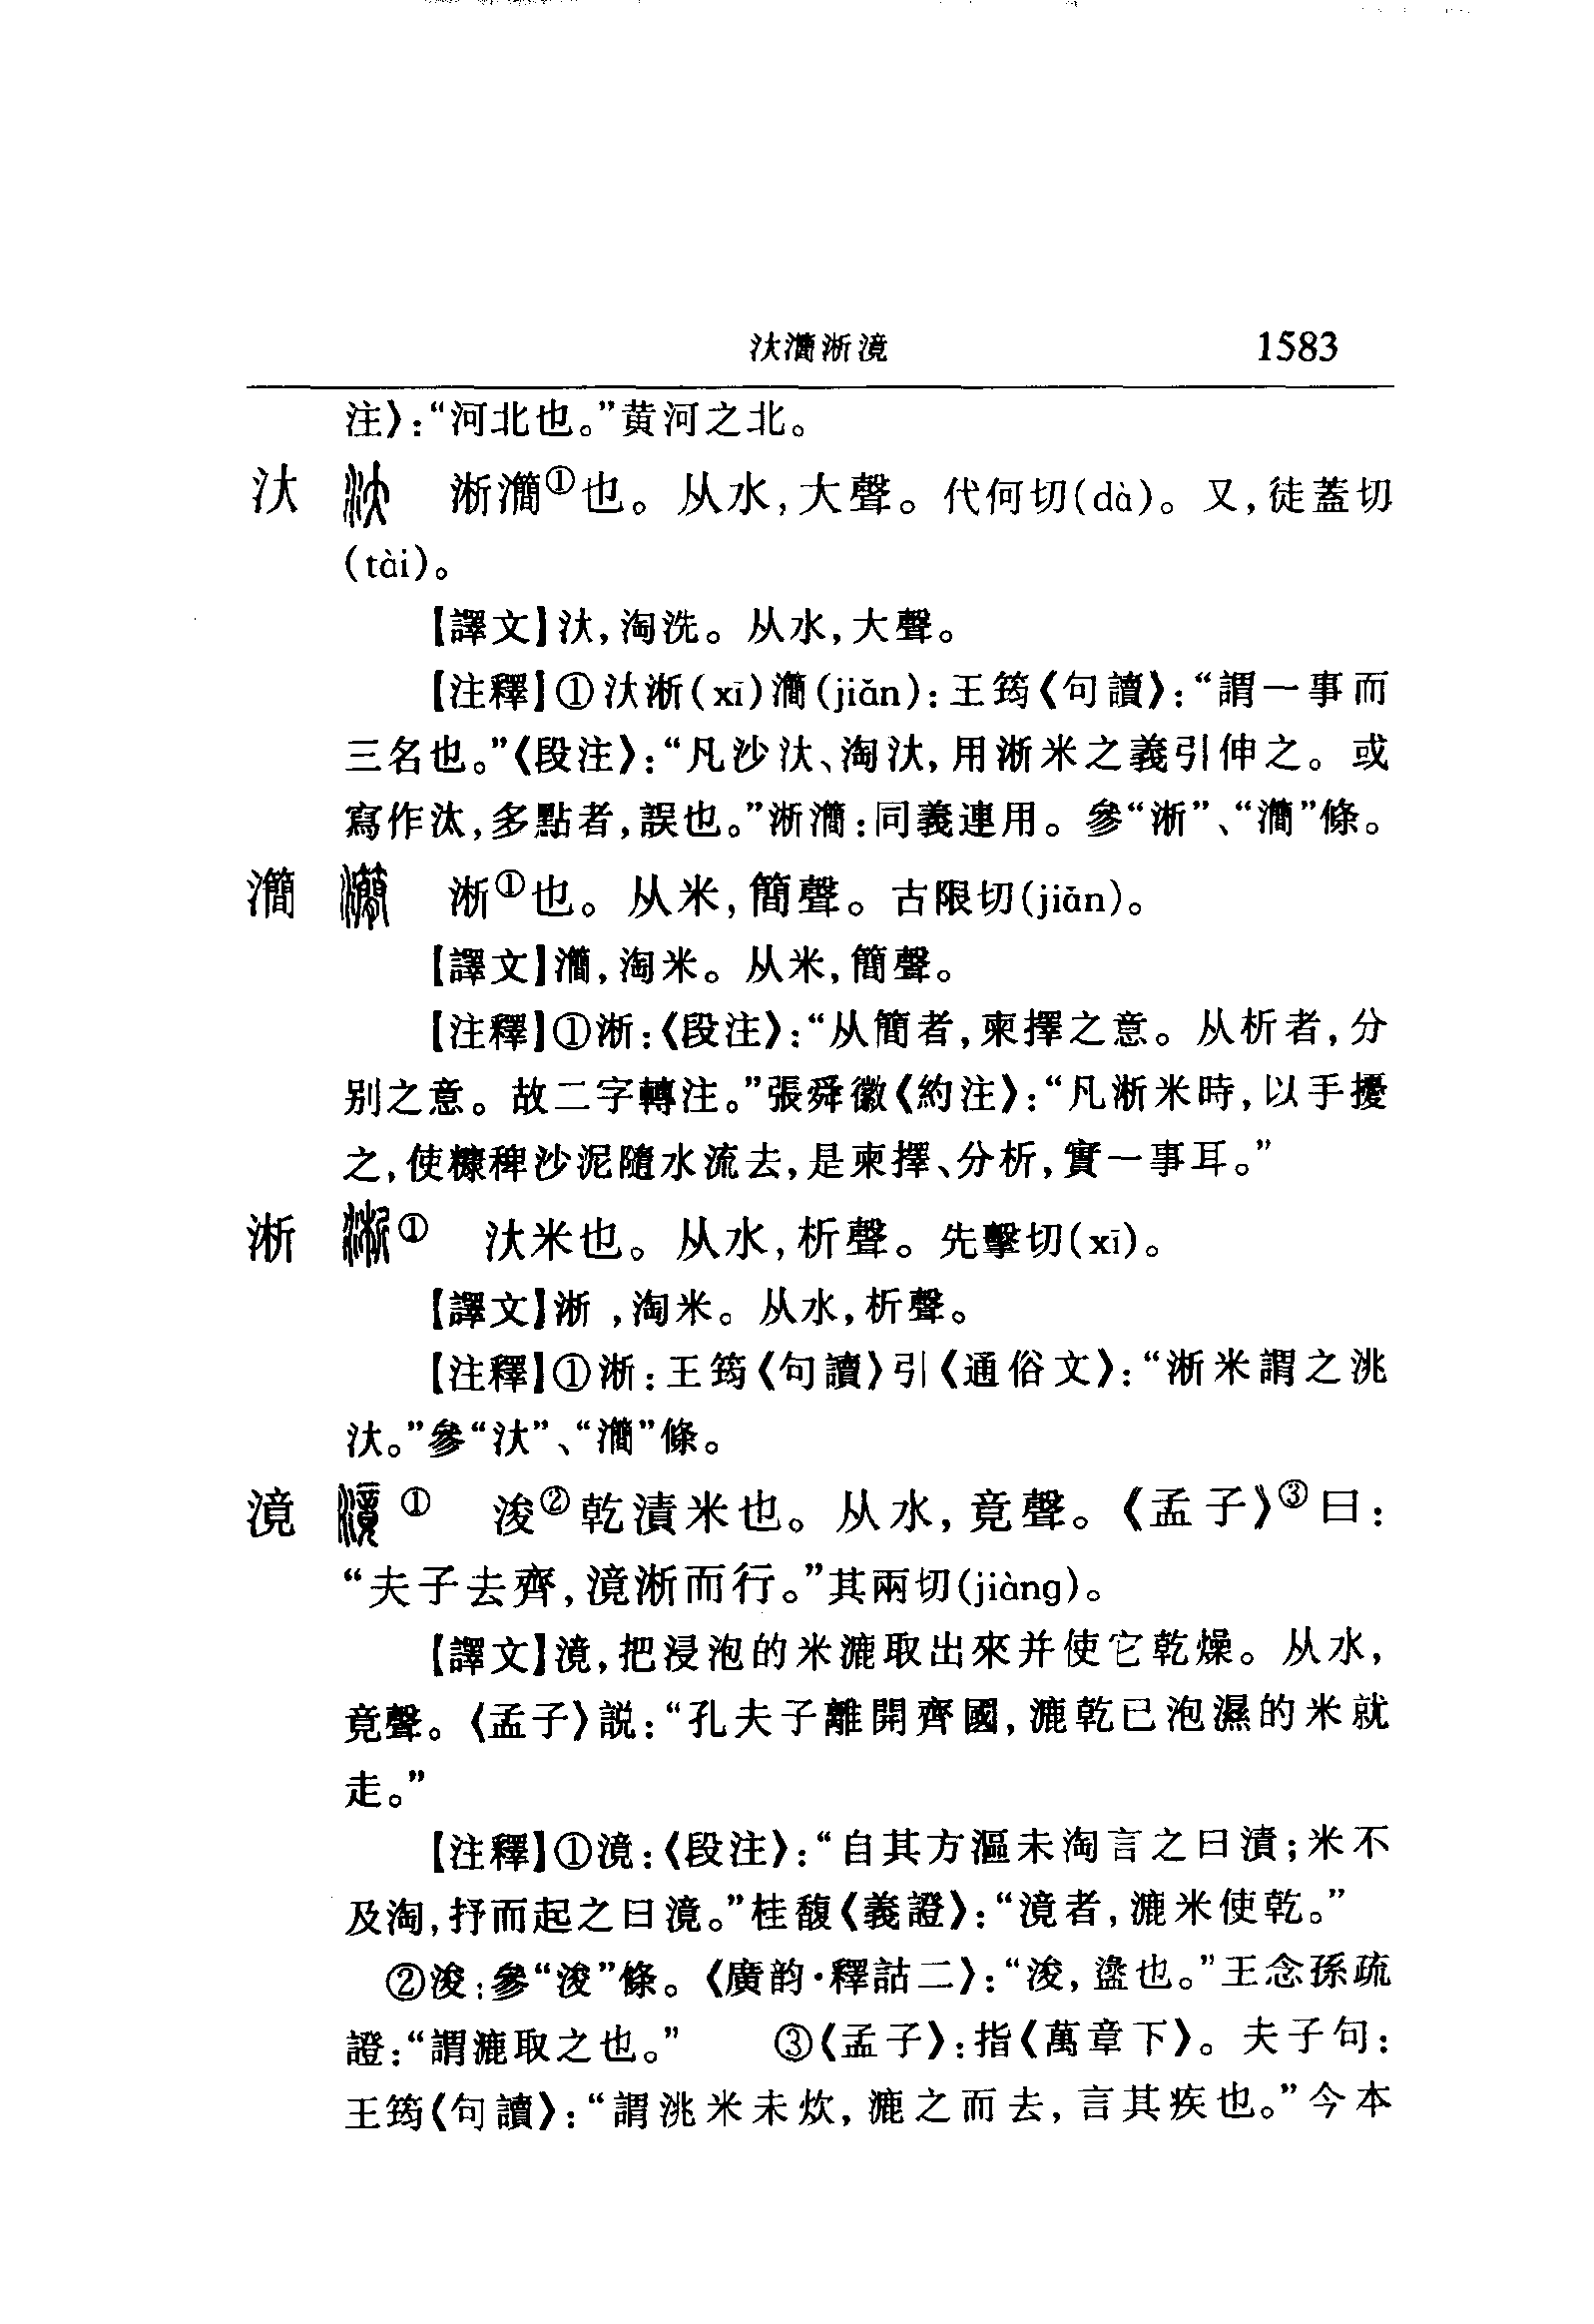 汏灡淅滰 1583
注》：“河北也。”黄河之北。
汏 淅㵎①也。从水，大聲。代何切(dà)。又，徒蓋切
(tài)。
【譯文】汏，淘洗。从水，大聲。
【注釋】①汏淅(xī)㵎(jiǎn)：王筠《句讀》：“謂一事而
三名也。”《段注》：“凡沙汏、淘汏，用淅米之義引伸之。或
寫作汰，多點者，誤也。”淅㵎：同義連用。參“淅”、“㵎”條。
㵎 淅①也。从米，簡聲。古限切(jiǎn)。
【譯文】㵎，淘米。从米，簡聲。
【注釋】①淅：《段注》：“从簡者，柬擇之意。从析者，分
别之意。故二字轉注。”張舜徽《約注》：“凡淅米時，以手擾
之，使糠稗沙泥隨水流去，是柬擇、分析，實一事耳。”
淅 ① 汏米也。从水，析聲。先擊切(xī)。
【譯文】淅，淘米。从水，析聲。
【注釋】①淅：王筠《句讀》引《通俗文》：“淅米謂之洮
汏。”參“汏”、“㵎”條。
滰 ① 浚②乾漬米也。从水，竟聲。《孟子》③曰：
“夫子去齊，滰淅而行。”其兩切(jiàng)。
【譯文】滰，把浸泡的米漉取出來并使它乾燥。从水，
竟聲。《孟子》説：“孔夫子離開齊國，漉乾已泡濕的米就
走。”
【注釋】①滰：《段注》：“自其方漚未淘言之曰漬；米不
及淘，抒而起之曰滰。”桂馥《義證》：“滰者，漉米使乾。”
②浚：參“浚”條。《廣韵·釋詁二》：“浚，盝也。”王念孫疏
證：“謂漉取之也。” ③《孟子》：指《萬章下》。夫子句：
王筠《句讀》：“謂洮米未炊，漉之而去，言其疾也。”今本